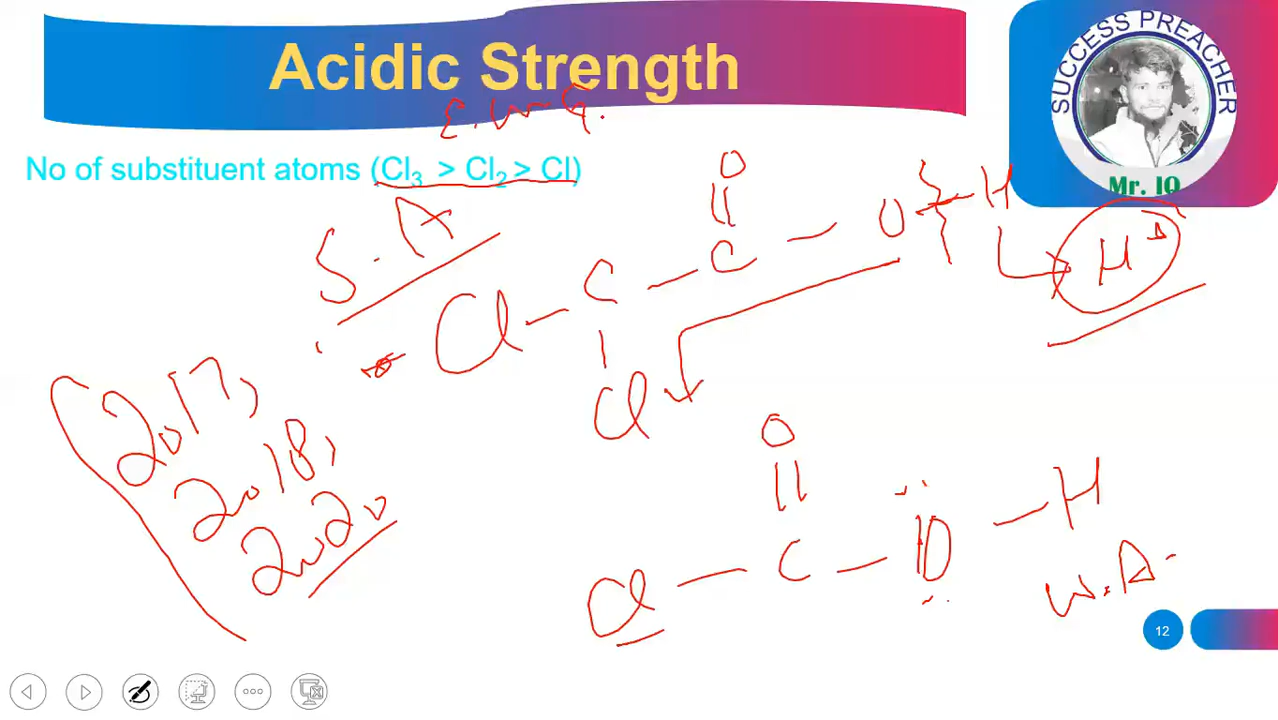 Acidic Strength
E.W.G.
No of substituent atoms (Cl₃ > Cl₂ > Cl)
SUCCESS PREACHER
Mr. IQ
S.A
O
Cl - C - C - O - H
Cl
H
2017,
2018,
2020
O
Cl - C - O - H
W.A.
12